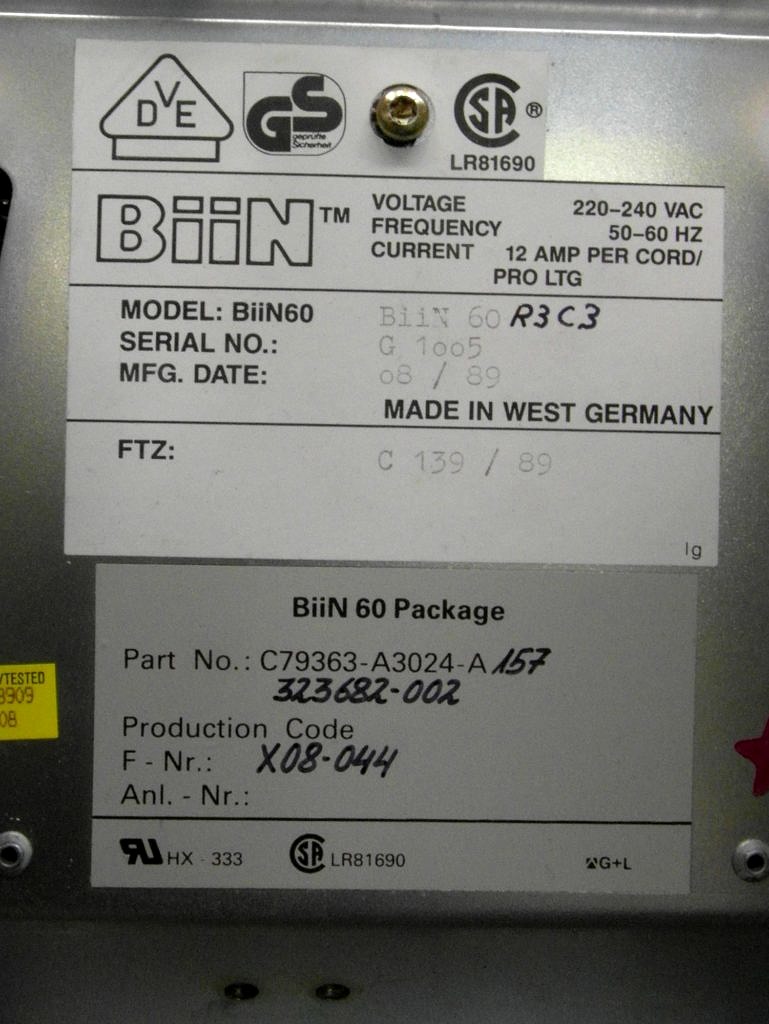 DVE
GS
geprüfte
Sicherheit
SA ®
LR81690
BiiN™
VOLTAGE 220-240 VAC
FREQUENCY 50-60 HZ
CURRENT 12 AMP PER CORD/
PRO LTG
MODEL: BiiN60 BiiN 60 R3C3
SERIAL NO.: G 1005
MFG. DATE: 08 / 89
MADE IN WEST GERMANY
FTZ: C 139 / 89
lg
BiiN 60 Package
Part No.: C79363-A3024-A157
323682-002
Production Code
F - Nr.: X08-044
Anl. - Nr.:
RU HX - 333 SA LR81690 G+L
/TESTED
8909
08